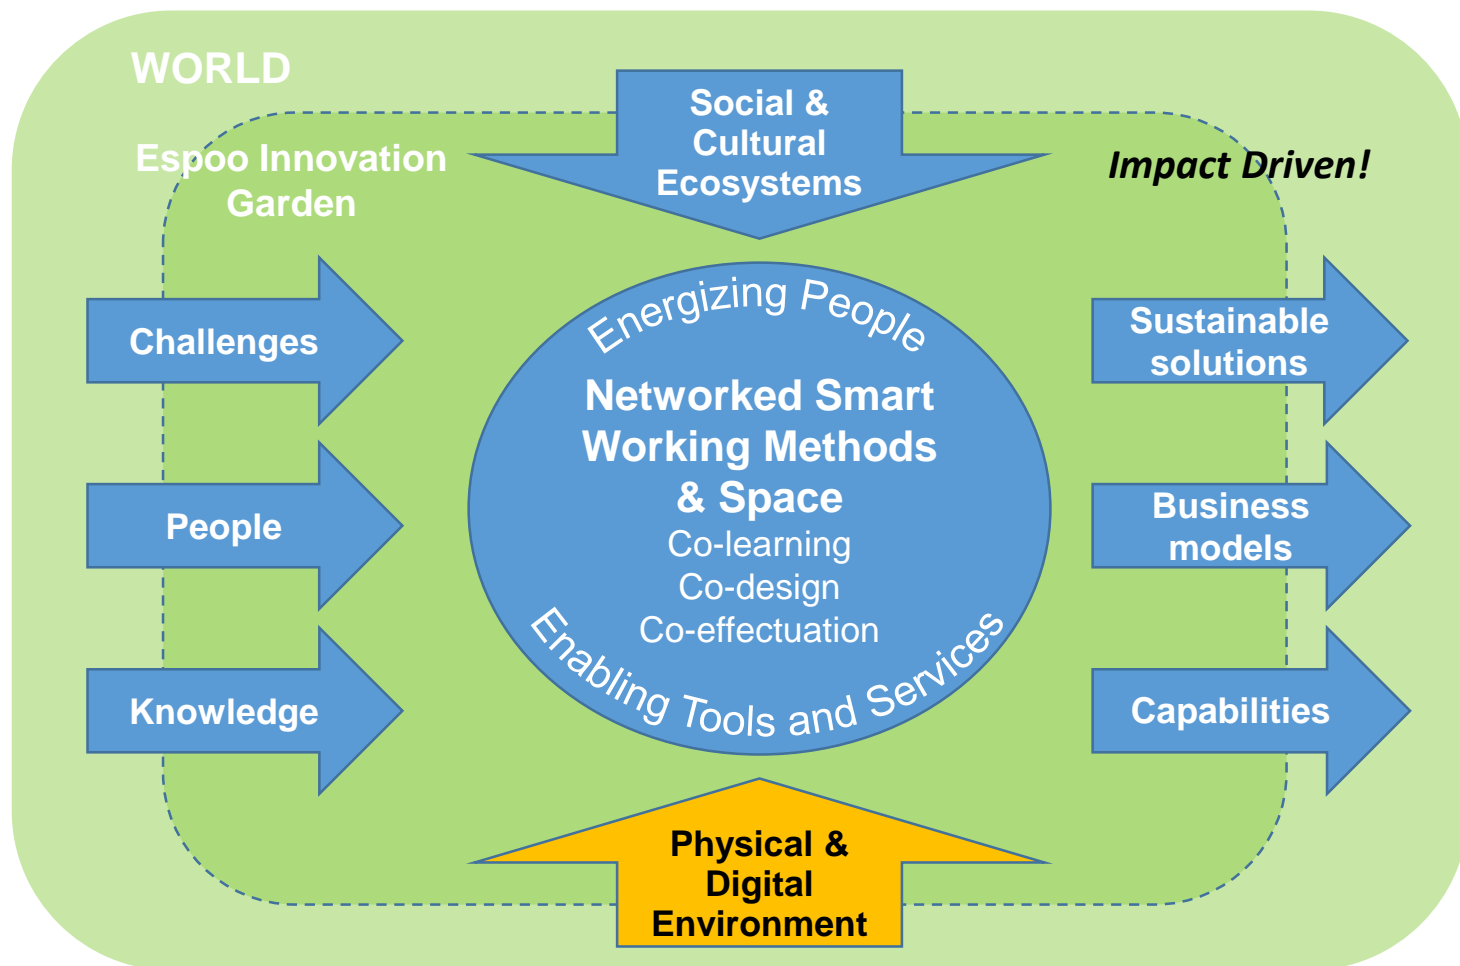 WORLD
Social &
Cultural
Ecosystems
Espoo Innovation
Garden
Impact Driven!
Challenges
People
Knowledge
Energizing People
Networked Smart
Working Methods
& Space
Co-learning
Co-design
Co-effectuation
Enabling Tools and Services
Sustainable
solutions
Business
models
Capabilities
Physical &
Digital
Environment